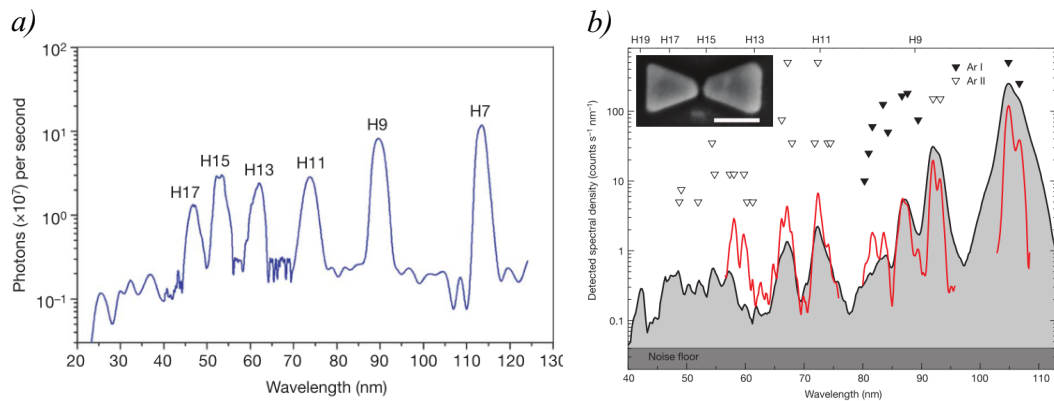 a)
10²
10¹
10⁰
10⁻¹
Photons (×10⁷) per second
H17
H15
H13
H11
H9
H7
20 30 40 50 60 70 80 90 100 110 120 130
Wavelength (nm)
b)
H19 H17 H15 H13 H11 H9
Ar I
Ar II
100
10
1
0.1
Detected spectral density (counts s⁻¹ nm⁻¹)
Noise floor
40 50 60 70 80 90 100 110
Wavelength (nm)